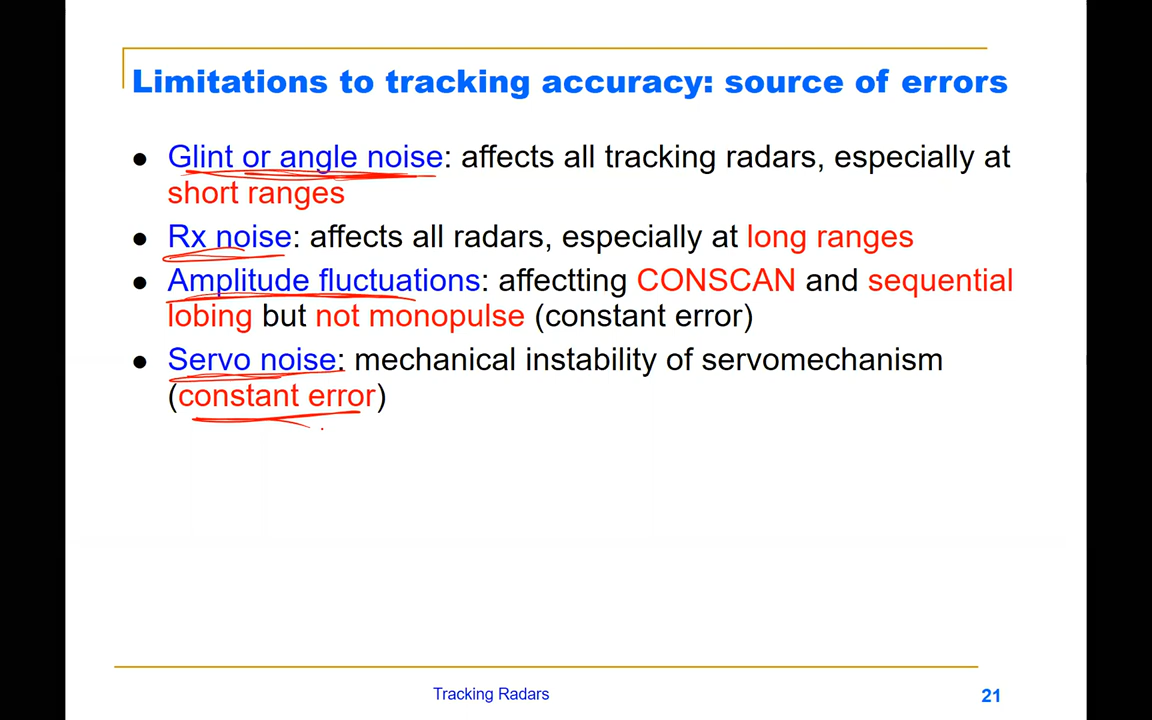 Limitations to tracking accuracy: source of errors
● Glint or angle noise: affects all tracking radars, especially at
short ranges
● Rx noise: affects all radars, especially at long ranges
● Amplitude fluctuations: affectting CONSCAN and sequential
lobing but not monopulse (constant error)
● Servo noise: mechanical instability of servomechanism
(constant error)
Tracking Radars
21